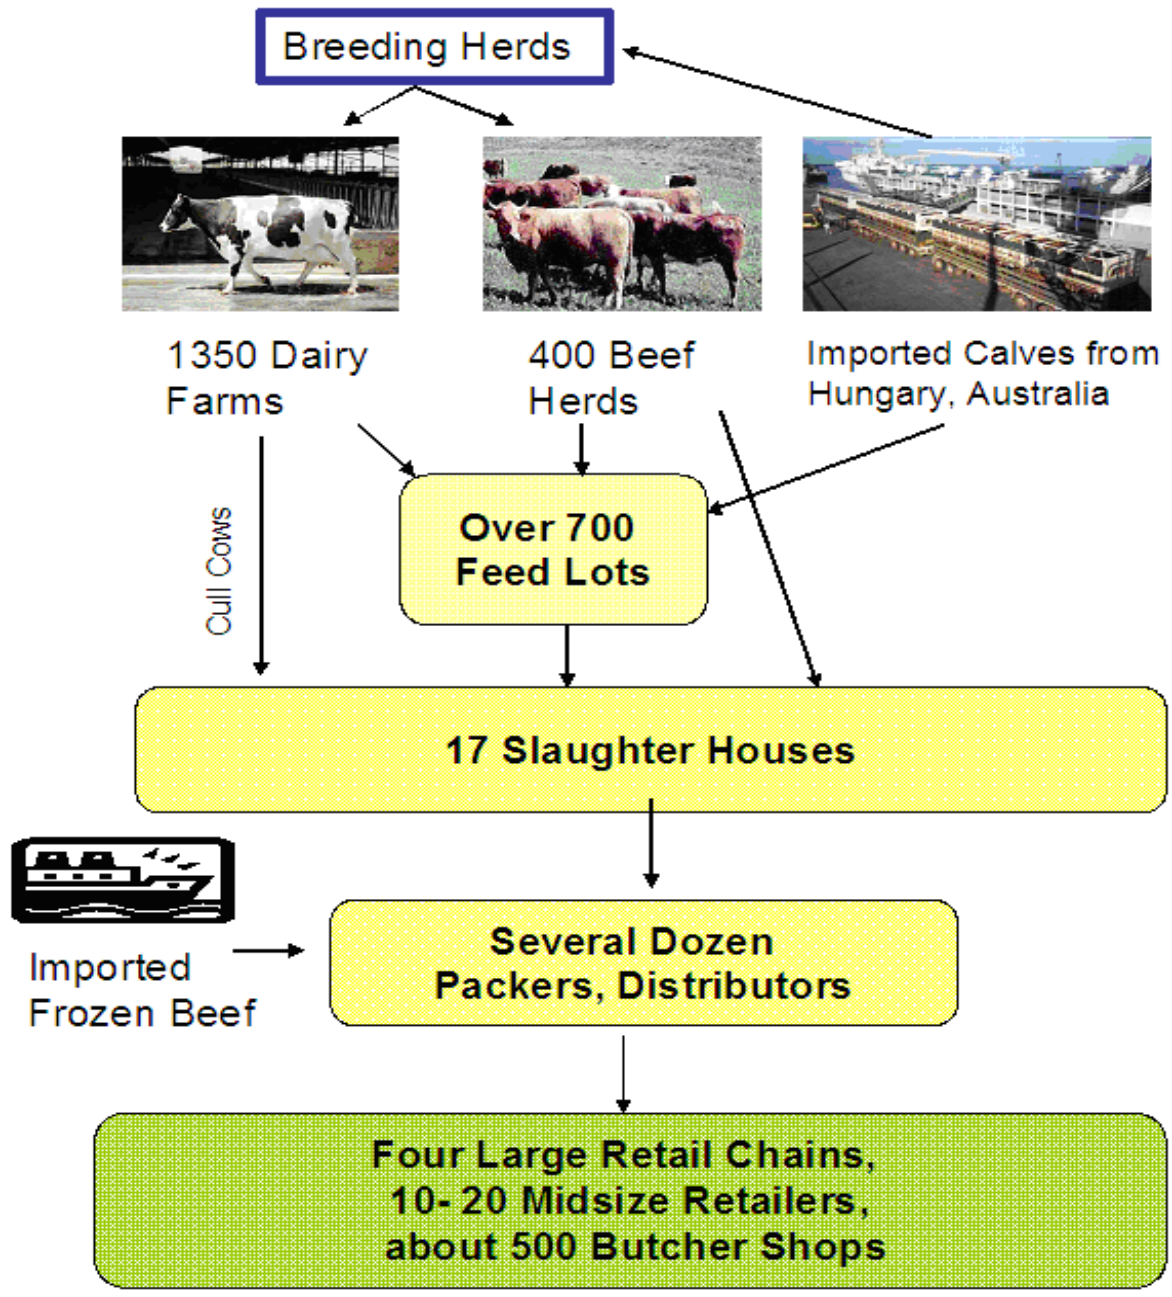 Breeding Herds
1350 Dairy
Farms
400 Beef
Herds
Imported Calves from
Hungary, Australia
Cull Cows
Over 700
Feed Lots
17 Slaughter Houses
Imported
Frozen Beef
Several Dozen
Packers, Distributors
Four Large Retail Chains,
10- 20 Midsize Retailers,
about 500 Butcher Shops